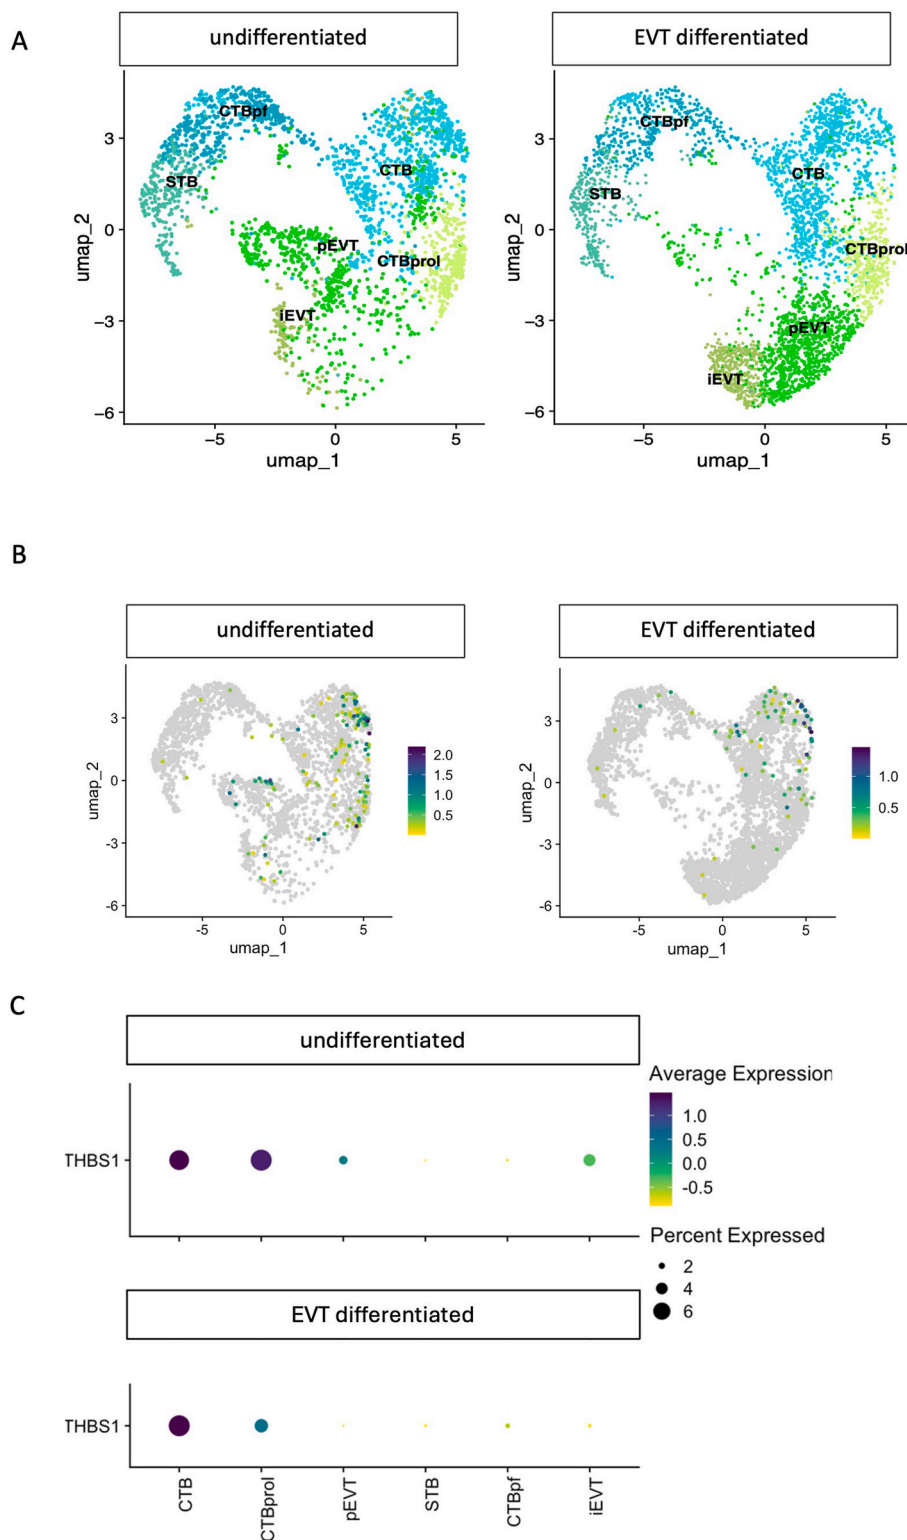 A
undifferentiated
EVT differentiated
CTBpf
STB
CTB
pEVT
CTBprol
iEVT
3
0
−3
−6
umap_2
−5
0
5
umap_1
CTBpf
STB
CTB
CTBprol
pEVT
iEVT
3
0
−3
−6
umap_2
−5
0
5
umap_1
B
undifferentiated
EVT differentiated
3
0
-3
-6
umap_2
-5
0
5
umap_1
2.0
1.5
1.0
0.5
3
0
-3
-6
umap_2
-5
0
5
umap_1
1.0
0.5
C
undifferentiated
THBS1
Average Expression
1.0
0.5
0.0
-0.5
Percent Expressed
2
4
6
EVT differentiated
THBS1
CTB
CTBprol
pEVT
STB
CTBpf
iEVT